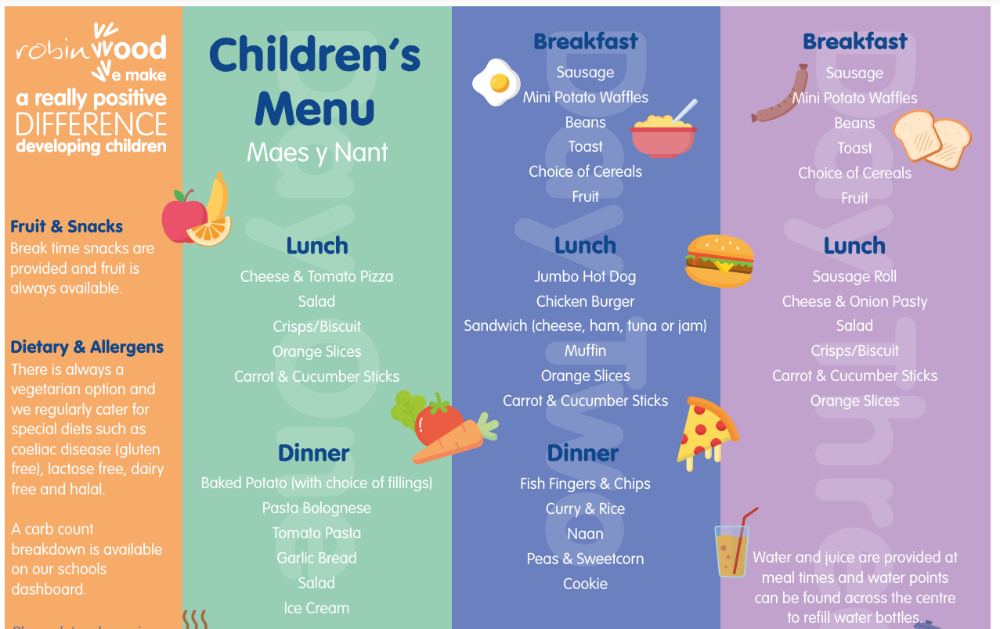 robinwood
we make
a really positive
DIFFERENCE
developing children
Fruit & Snacks
Break time snacks are
provided and fruit is
always available.
Dietary & Allergens
There is always a
vegetarian option and
we regularly cater for
special diets such as
coeliac disease (gluten
free), lactose free, dairy
free and halal.
A carb count
breakdown is available
on our schools
dashboard.
Day One
Children's
Menu
Maes y Nant
Lunch
Cheese & Tomato Pizza
Salad
Crisps/Biscuit
Orange Slices
Carrot & Cucumber Sticks
Dinner
Baked Potato (with choice of fillings)
Pasta Bolognese
Tomato Pasta
Garlic Bread
Salad
Ice Cream
Day Two
Breakfast
Sausage
Mini Potato Waffles
Beans
Toast
Choice of Cereals
Fruit
Lunch
Jumbo Hot Dog
Chicken Burger
Sandwich (cheese, ham, tuna or jam)
Muffin
Orange Slices
Carrot & Cucumber Sticks
Dinner
Fish Fingers & Chips
Curry & Rice
Naan
Peas & Sweetcorn
Cookie
Day Three
Breakfast
Sausage
Mini Potato Waffles
Beans
Toast
Choice of Cereals
Fruit
Lunch
Sausage Roll
Cheese & Onion Pasty
Salad
Crisps/Biscuit
Carrot & Cucumber Sticks
Orange Slices
Water and juice are provided at
meal times and water points
can be found across the centre
to refill water bottles.